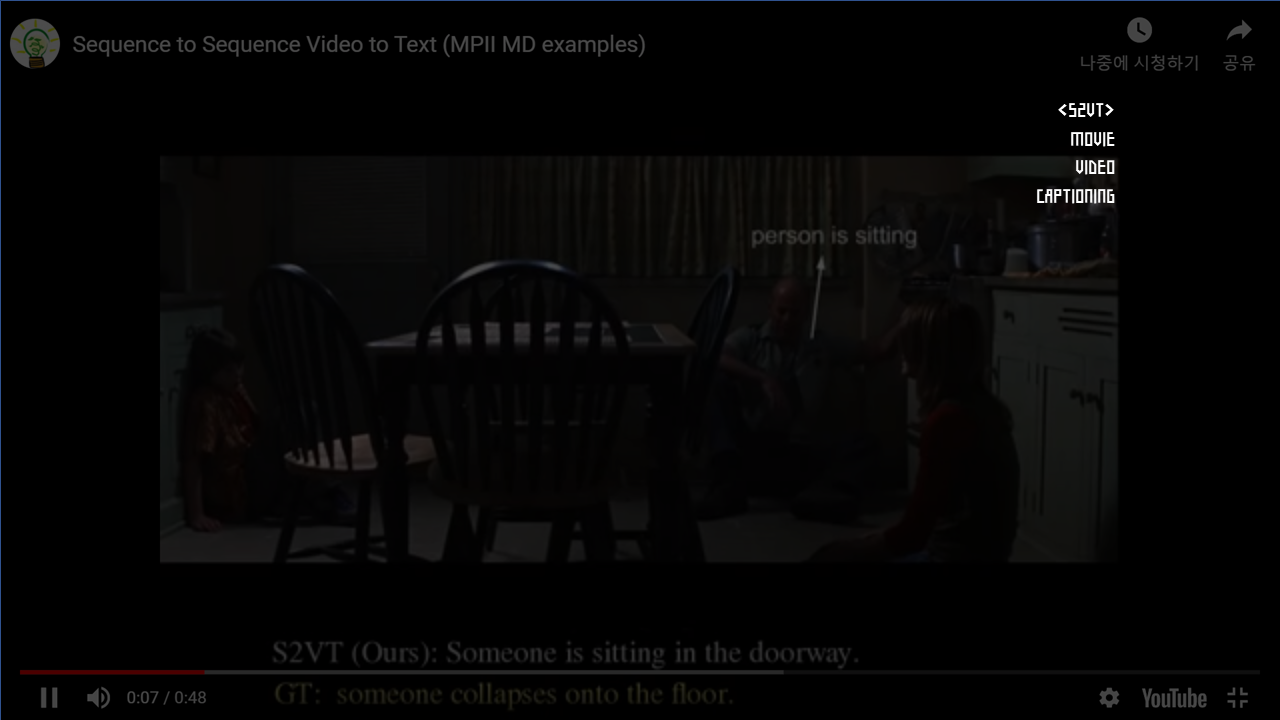 Sequence to Sequence Video to Text (MPII MD examples)
나중에 시청하기
공유
<S2VT>
MOVIE
VIDEO
CAPTIONING
person is sitting
S2VT (Ours): Someone is sitting in the doorway.
GT: someone collapses onto the floor.
0:07 / 0:48
YouTube